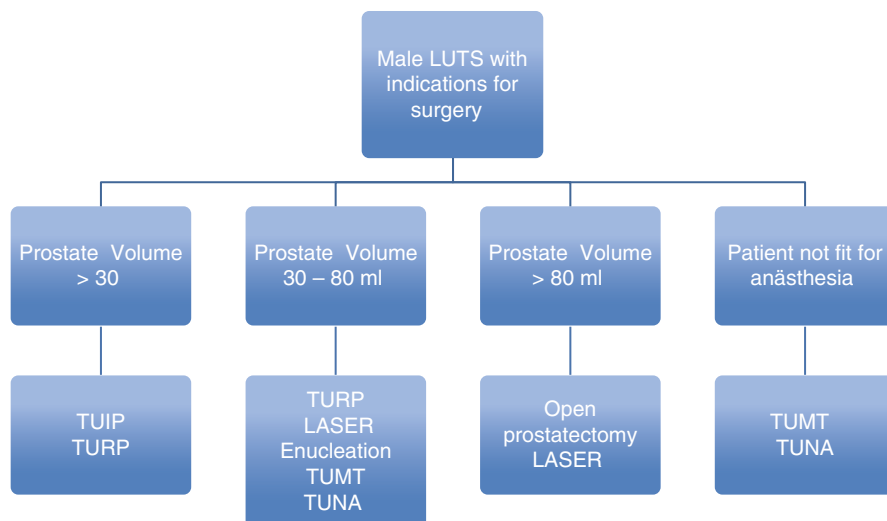 Male LUTS with
indications for
surgery
Prostate Volume
> 30
Prostate Volume
30 – 80 ml
Prostate Volume
> 80 ml
Patient not fit for
anästhesia
TUIP
TURP
TURP
LASER
Enucleation
TUMT
TUNA
Open
prostatectomy
LASER
TUMT
TUNA